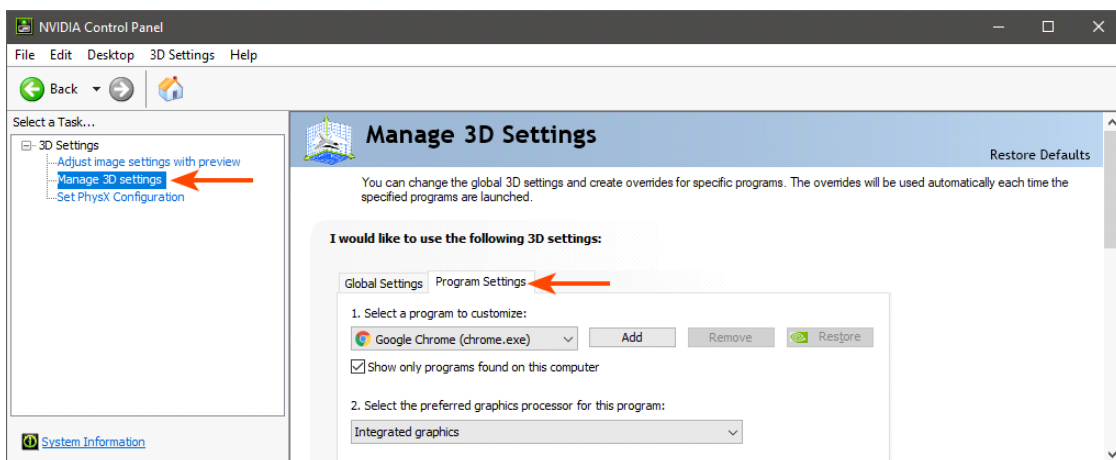 NVIDIA Control Panel
File Edit Desktop 3D Settings Help
Back
Select a Task...
3D Settings
Adjust image settings with preview
Manage 3D settings
Set PhysX Configuration
System Information
Manage 3D Settings
Restore Defaults
You can change the global 3D settings and create overrides for specific programs. The overrides will be used automatically each time the
specified programs are launched.
I would like to use the following 3D settings:
Global Settings Program Settings
1. Select a program to customize:
Google Chrome (chrome.exe) Add Remove Restore
Show only programs found on this computer
2. Select the preferred graphics processor for this program:
Integrated graphics